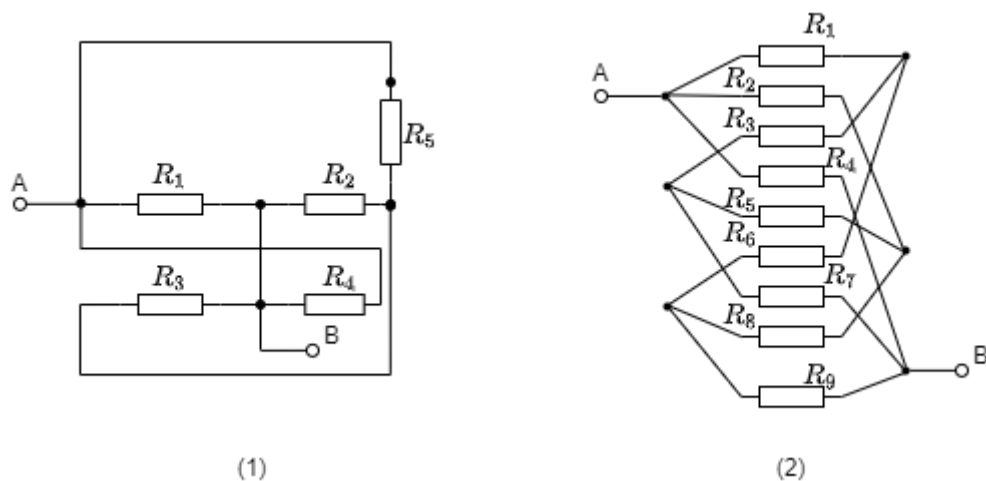 A
R₁
R₂
R₅
R₃
R₄
B
(1)
A
R₁
R₂
R₃
R₄
R₅
R₆
R₇
R₈
R₉
B
(2)